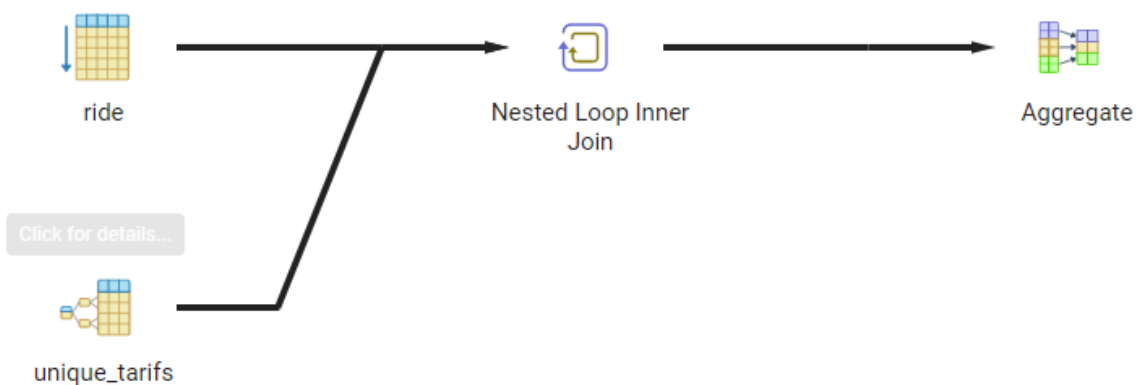 ride
Nested Loop Inner
Join
Aggregate
Click for details...
unique_tarifs